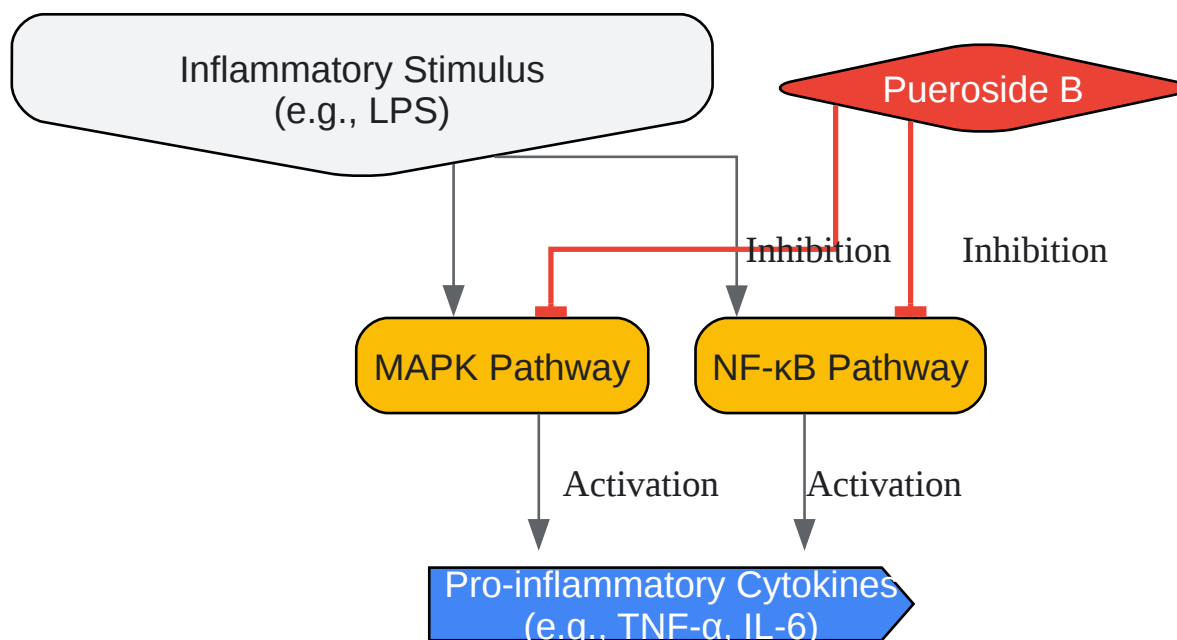 Inflammatory Stimulus
(e.g., LPS)
Pueroside B
Inhibition
Inhibition
MAPK Pathway
NF-κB Pathway
Activation
Activation
Pro-inflammatory Cytokines
(e.g., TNF-α, IL-6)